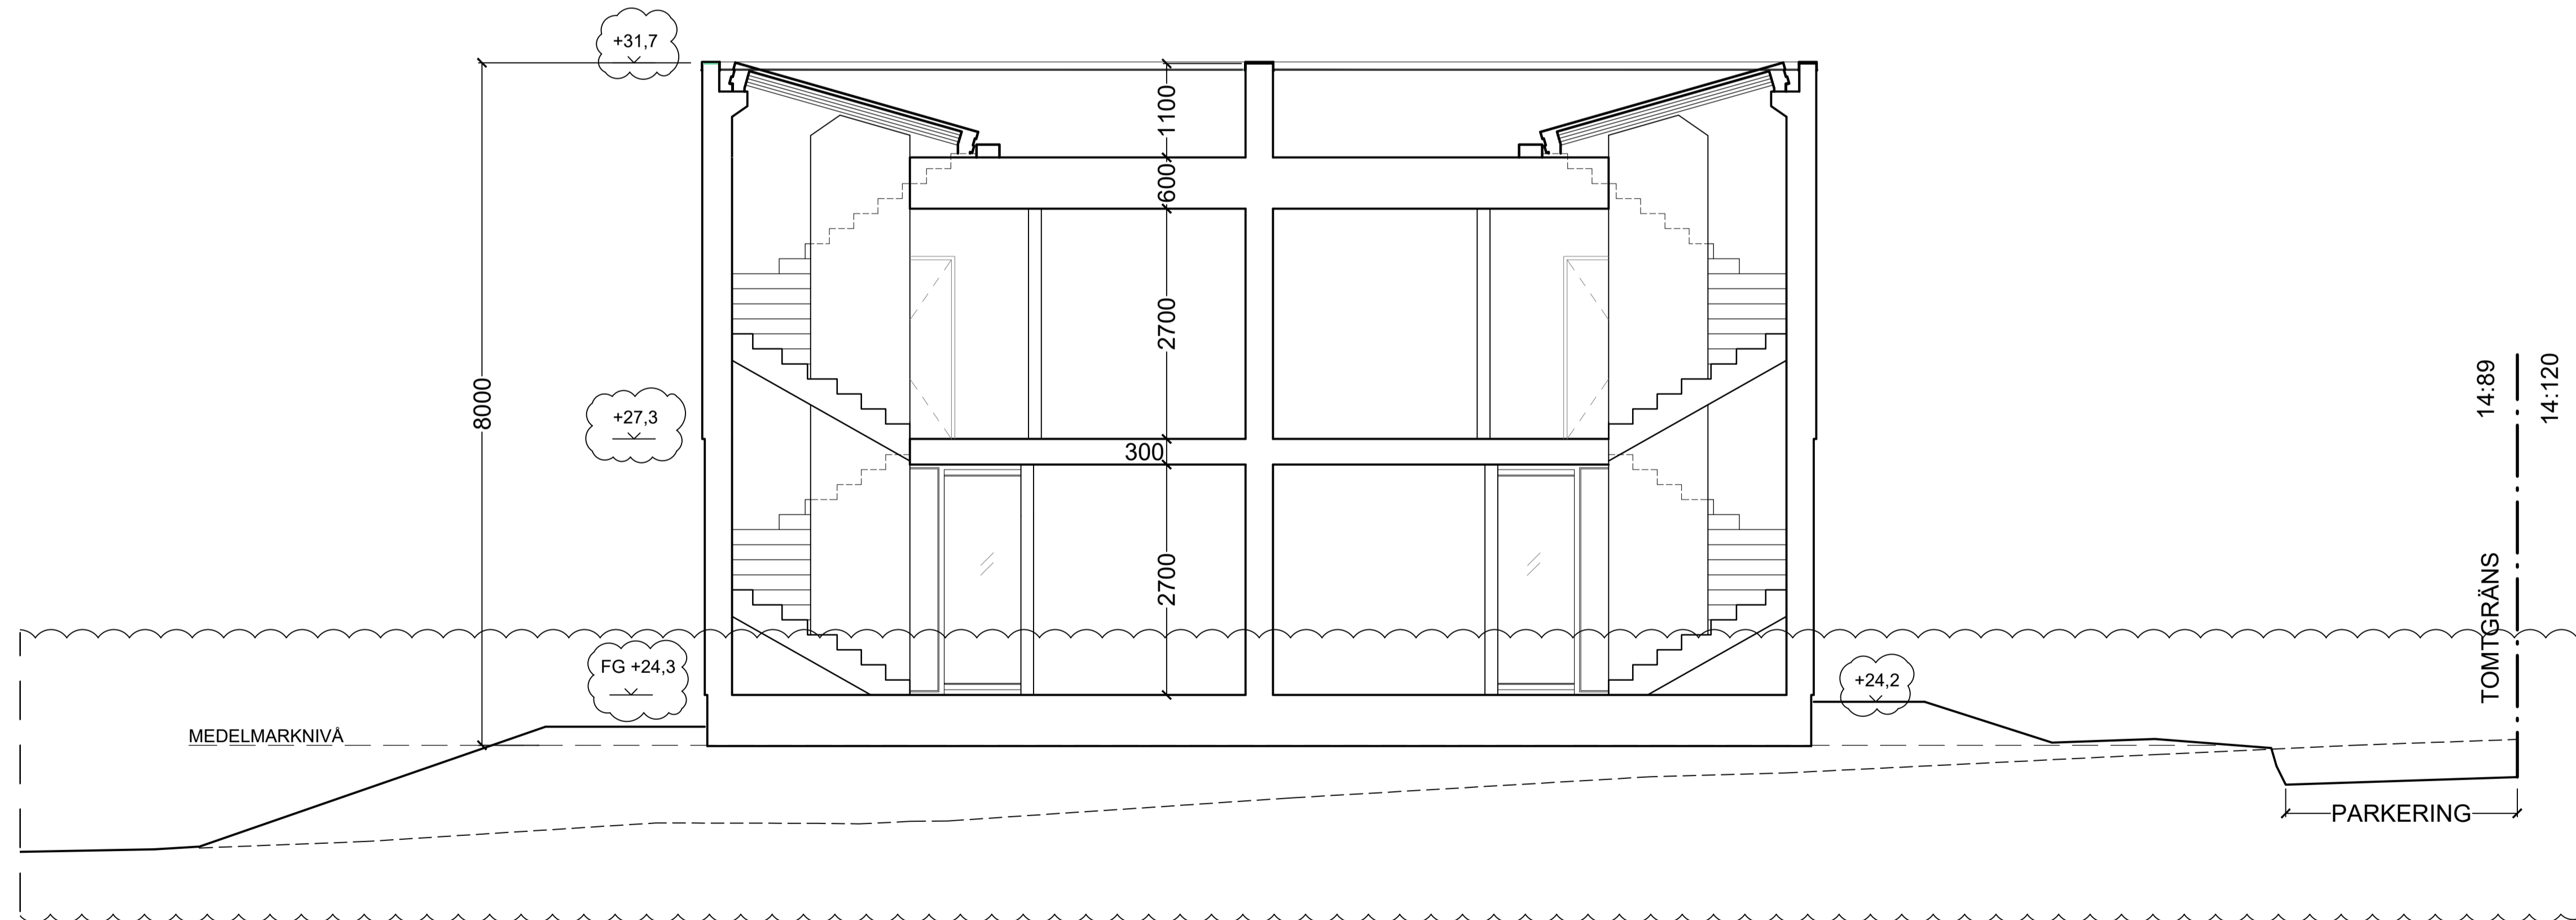 +31,7
1100
600
2700
8000
+27,3
300
14:89
14:120
2700
TOMTGRÄNS
FG +24,3
+24,2
MEDELMARKNIVÅ
PARKERING